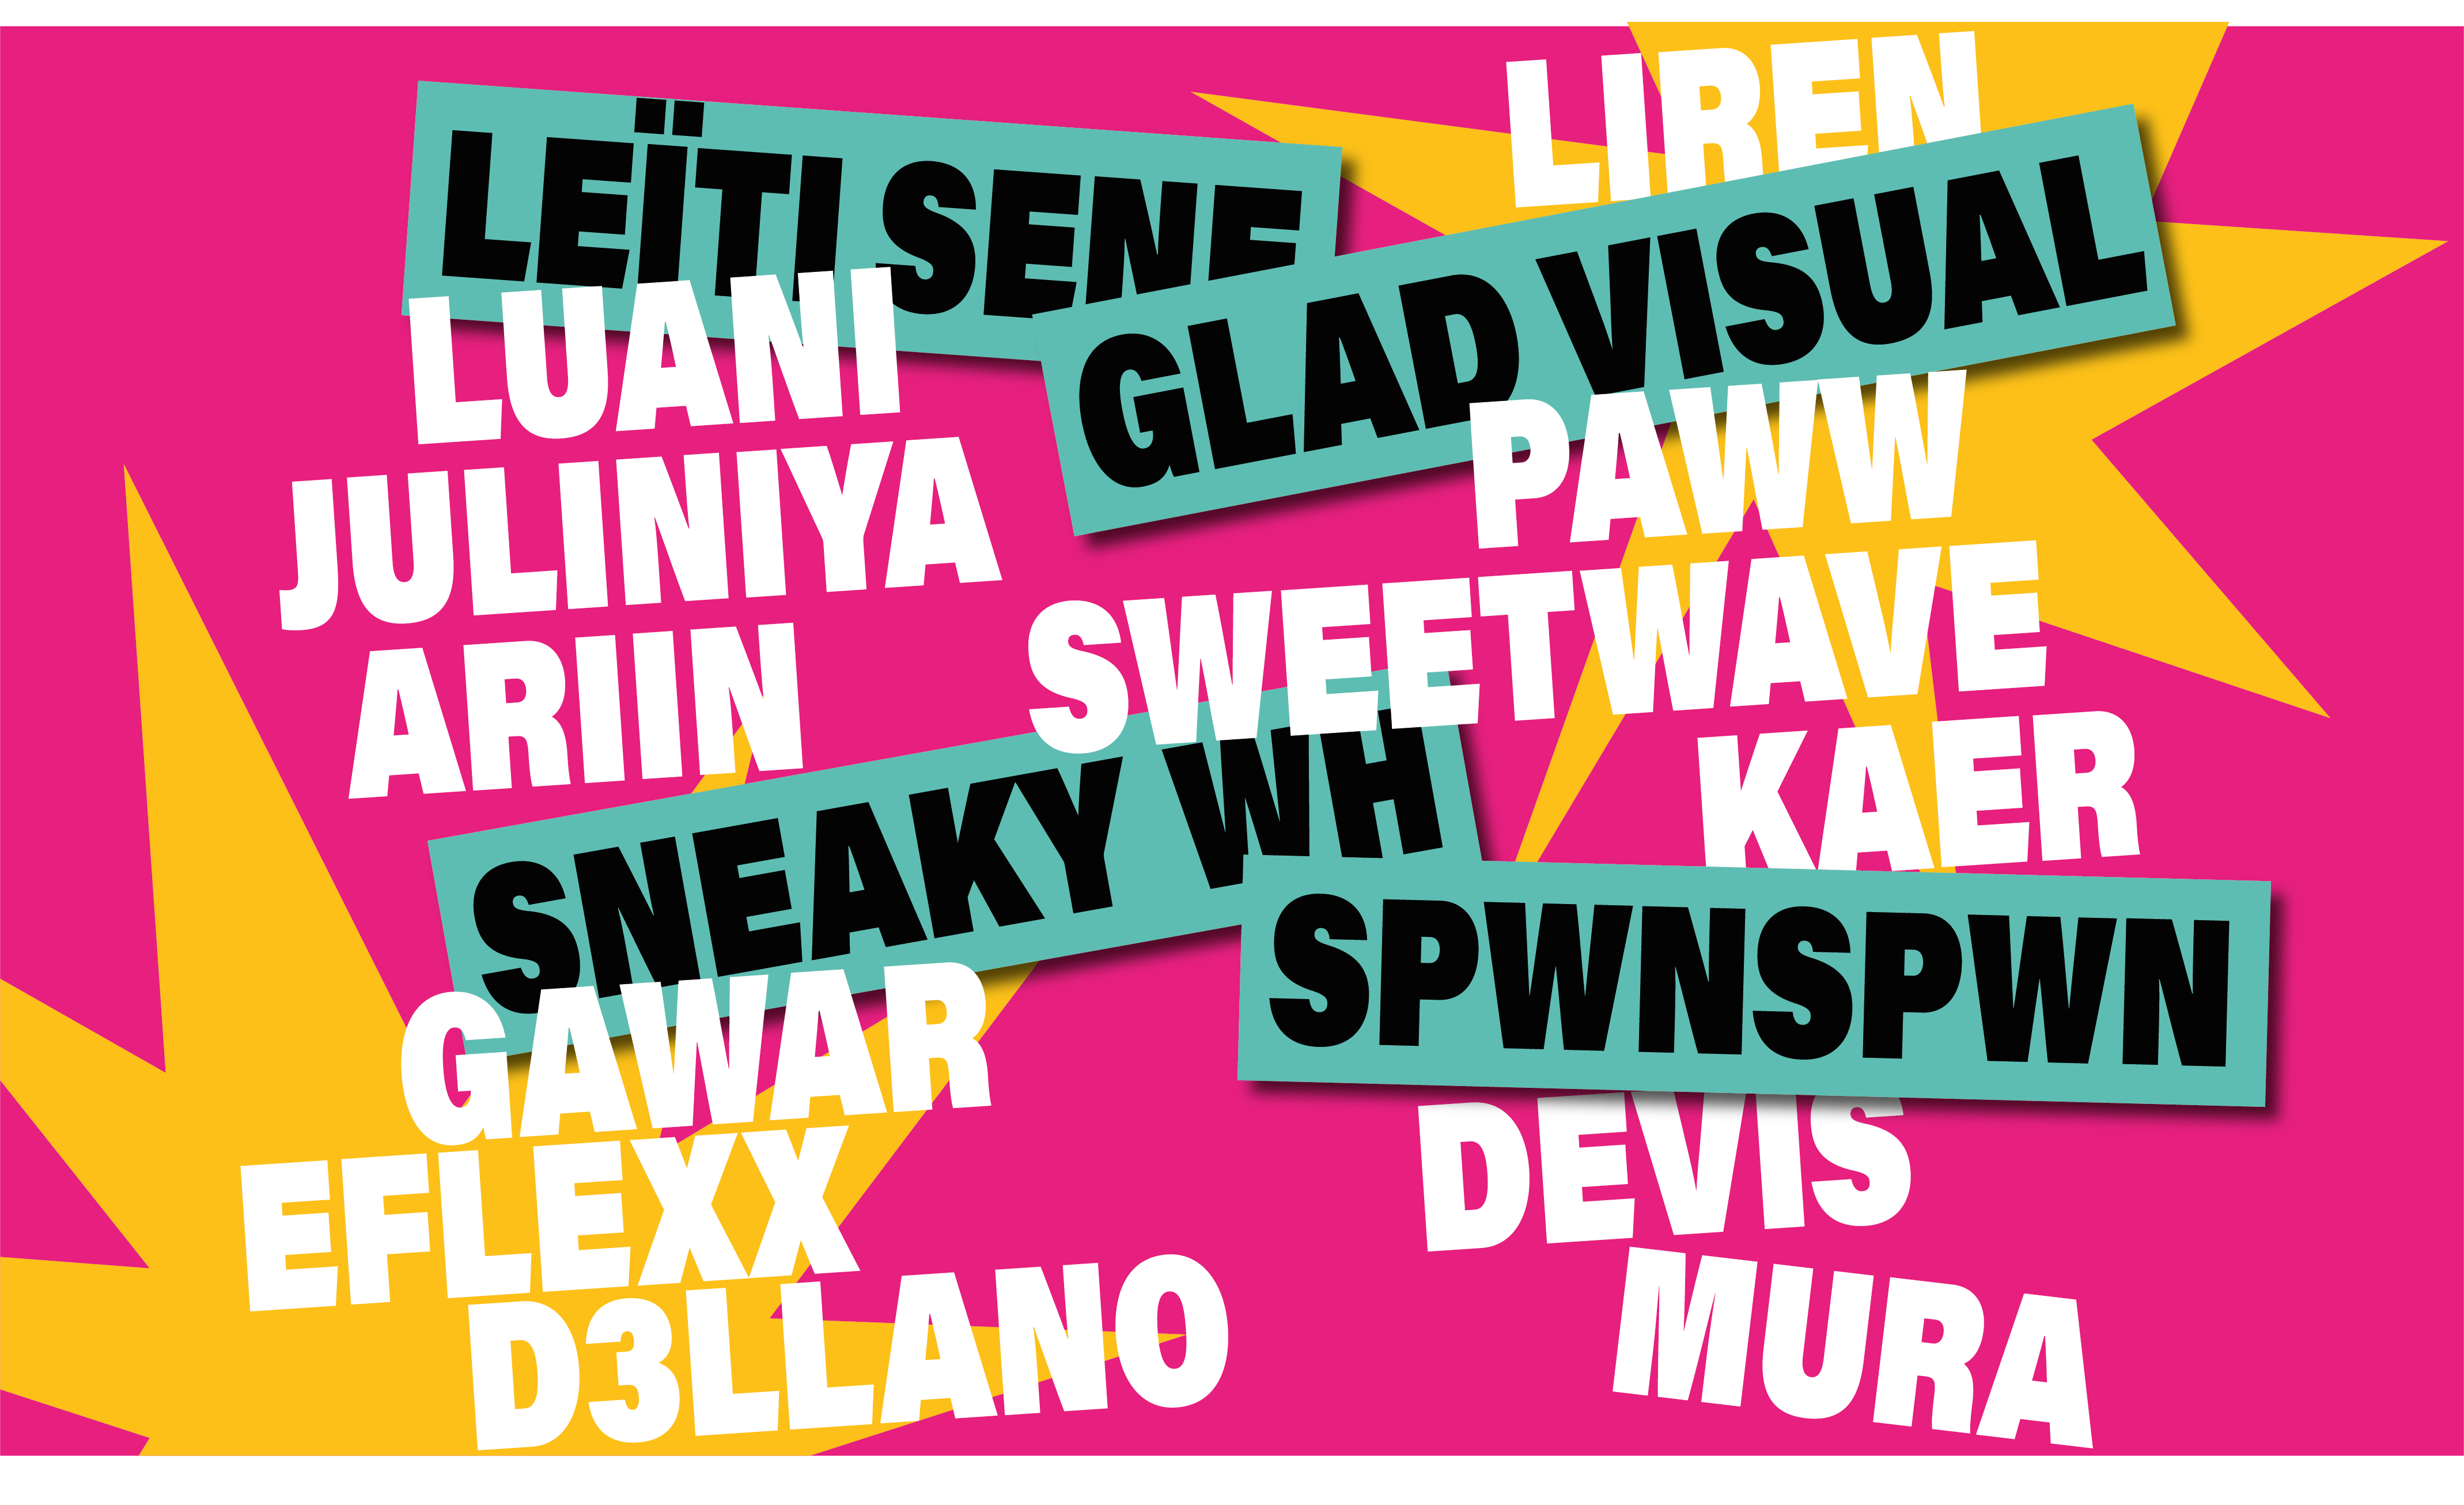 LIREN
LEÏTI SENE
GLAD VISUAL
LUANI
PAWW
JULINIYA
SWEETWAVE
ARIIN
KAER
SNEAKY WH
SPWNSPWN
GAWAR
DEVIS
EFLEXX
MURA
D3LLANO